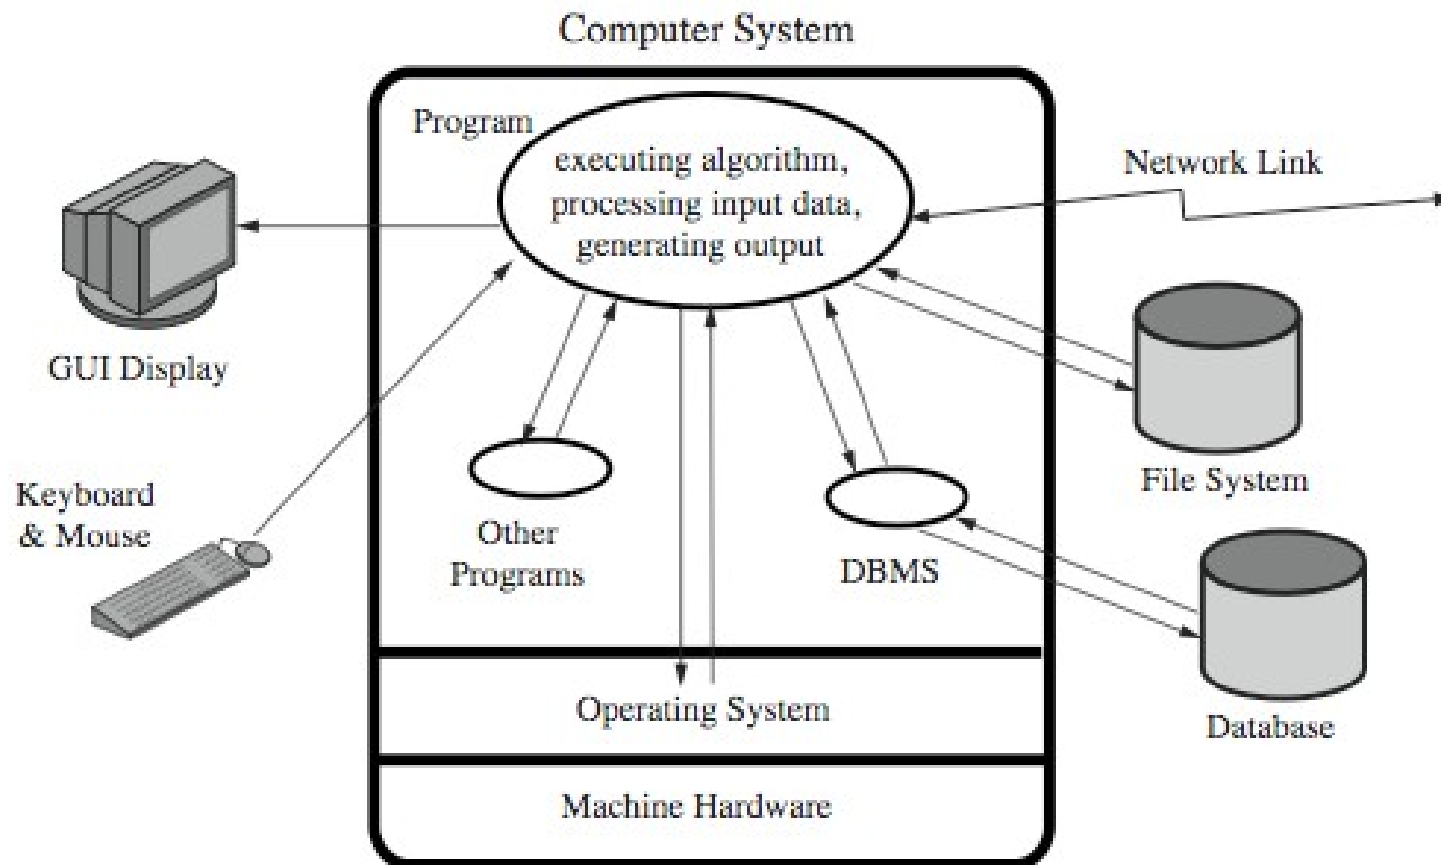 Computer System
Program
executing algorithm,
processing input data,
generating output
Network Link
GUI Display
File System
Keyboard
& Mouse
Other
Programs
DBMS
Operating System
Database
Machine Hardware